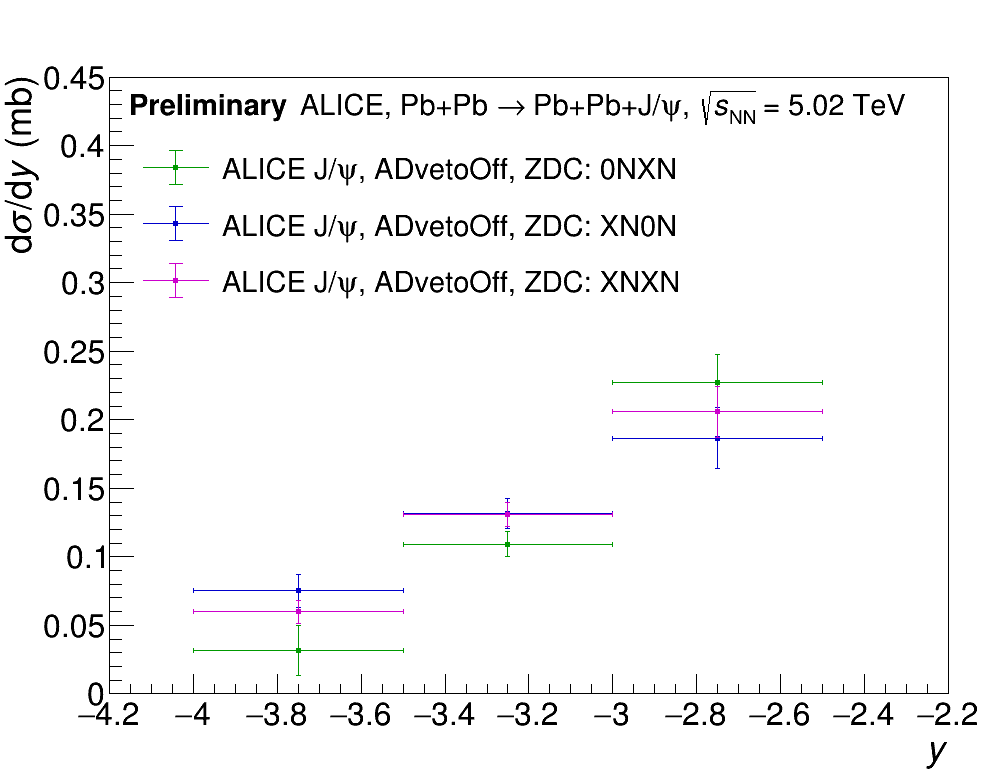 dσ/dy (mb)
Preliminary ALICE, Pb+Pb → Pb+Pb+J/ψ, √sNN = 5.02 TeV
ALICE J/ψ, ADvetoOff, ZDC: 0NXN
ALICE J/ψ, ADvetoOff, ZDC: XN0N
ALICE J/ψ, ADvetoOff, ZDC: XNXN
0.45
0.4
0.35
0.3
0.25
0.2
0.15
0.1
0.05
0
−4.2 −4 −3.8 −3.6 −3.4 −3.2 −3 −2.8 −2.6 −2.4 −2.2
y